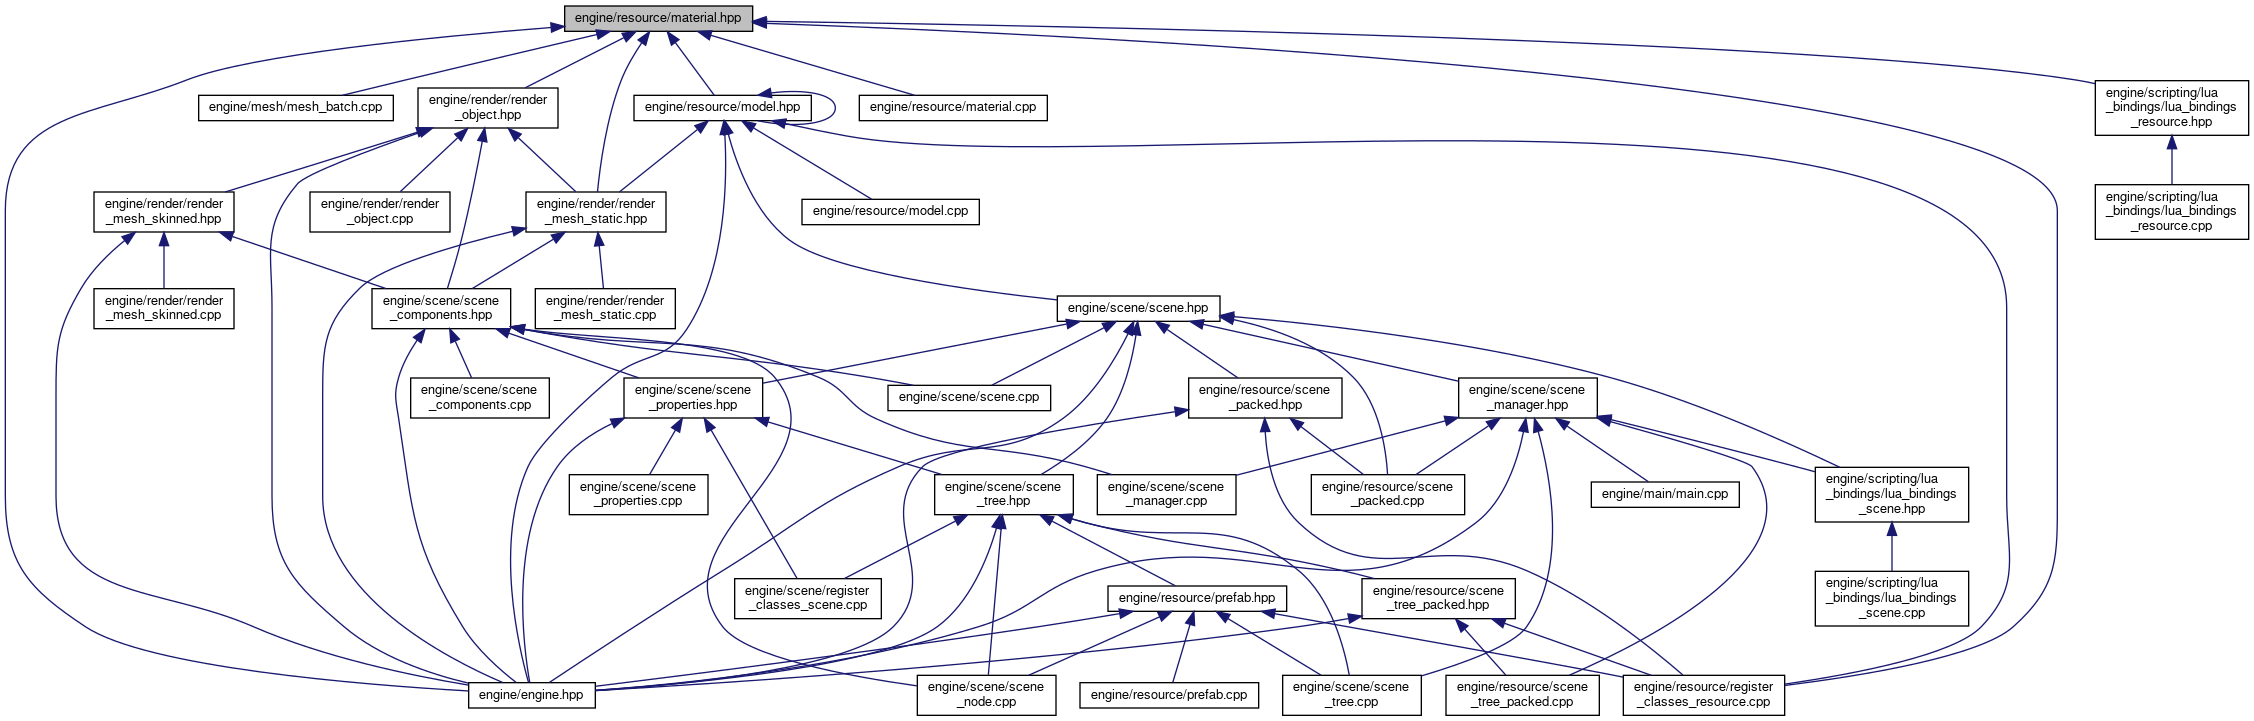 engine/resource/material.hpp
engine/mesh/mesh_batch.cpp
engine/render/render
_object.hpp
engine/resource/model.hpp
engine/resource/material.cpp
engine/scripting/lua
_bindings/lua_bindings
_resource.hpp
engine/render/render
_mesh_skinned.hpp
engine/render/render
_object.cpp
engine/render/render
_mesh_static.hpp
engine/resource/model.cpp
engine/scripting/lua
_bindings/lua_bindings
_resource.cpp
engine/render/render
_mesh_skinned.cpp
engine/scene/scene
_components.hpp
engine/render/render
_mesh_static.cpp
engine/scene/scene.hpp
engine/scene/scene
_components.cpp
engine/scene/scene
_properties.hpp
engine/scene/scene.cpp
engine/resource/scene
_packed.hpp
engine/scene/scene
_manager.hpp
engine/scene/scene
_properties.cpp
engine/scene/scene
_tree.hpp
engine/scene/scene
_manager.cpp
engine/resource/scene
_packed.cpp
engine/main/main.cpp
engine/scripting/lua
_bindings/lua_bindings
_scene.hpp
engine/scene/register
_classes_scene.cpp
engine/resource/prefab.hpp
engine/resource/scene
_tree_packed.hpp
engine/scripting/lua
_bindings/lua_bindings
_scene.cpp
engine/engine.hpp
engine/scene/scene
_node.cpp
engine/resource/prefab.cpp
engine/scene/scene
_tree.cpp
engine/resource/scene
_tree_packed.cpp
engine/resource/register
_classes_resource.cpp